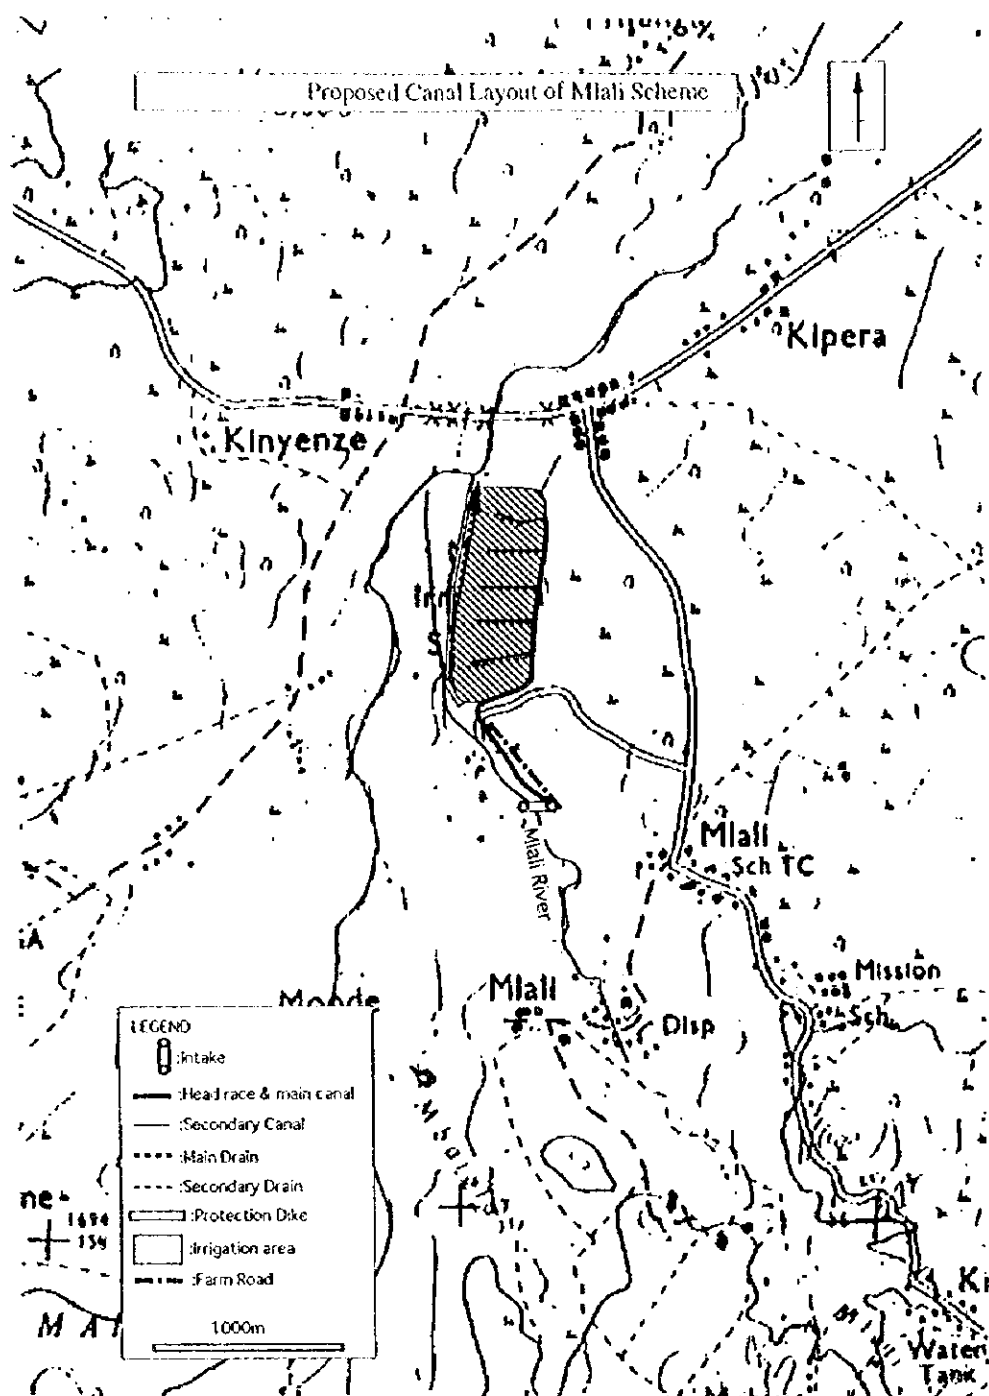 Proposed Canal Layout of Mlali Scheme
Kipera
Kinyenze
Irr
S
Mlali
Sch TC
Mlali River
Mission
Sch
Mlali
Disp
LEGEND
:Intake
:Head race & main canal
:Secondary Canal
:Main Drain
:Secondary Drain
:Protection Dike
:Irrigation area
:Farm Road
1000m
ne
Water
Tank